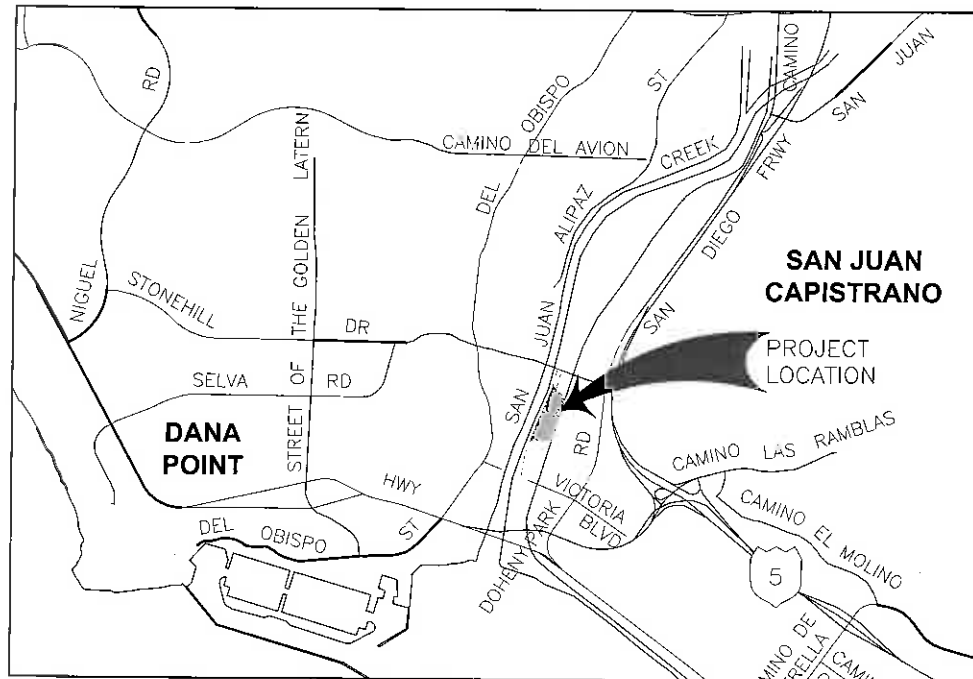 NIGUEL RD
STREET OF THE GOLDEN LATERN
CAMINO DEL AVION
DEL OBISPO
ALIPAZ ST
SAN JUAN CREEK
CAMINO
SAN JUAN
SAN DIEGO FRWY
SAN JUAN
CAPISTRANO
PROJECT
LOCATION
STONEHILL DR
SELVA RD
DANA
POINT
HWY
DEL OBISPO ST
DOHENY PARK RD
VICTORIA
BLVD
CAMINO LAS RAMBLAS
CAMINO EL MOLINO
5